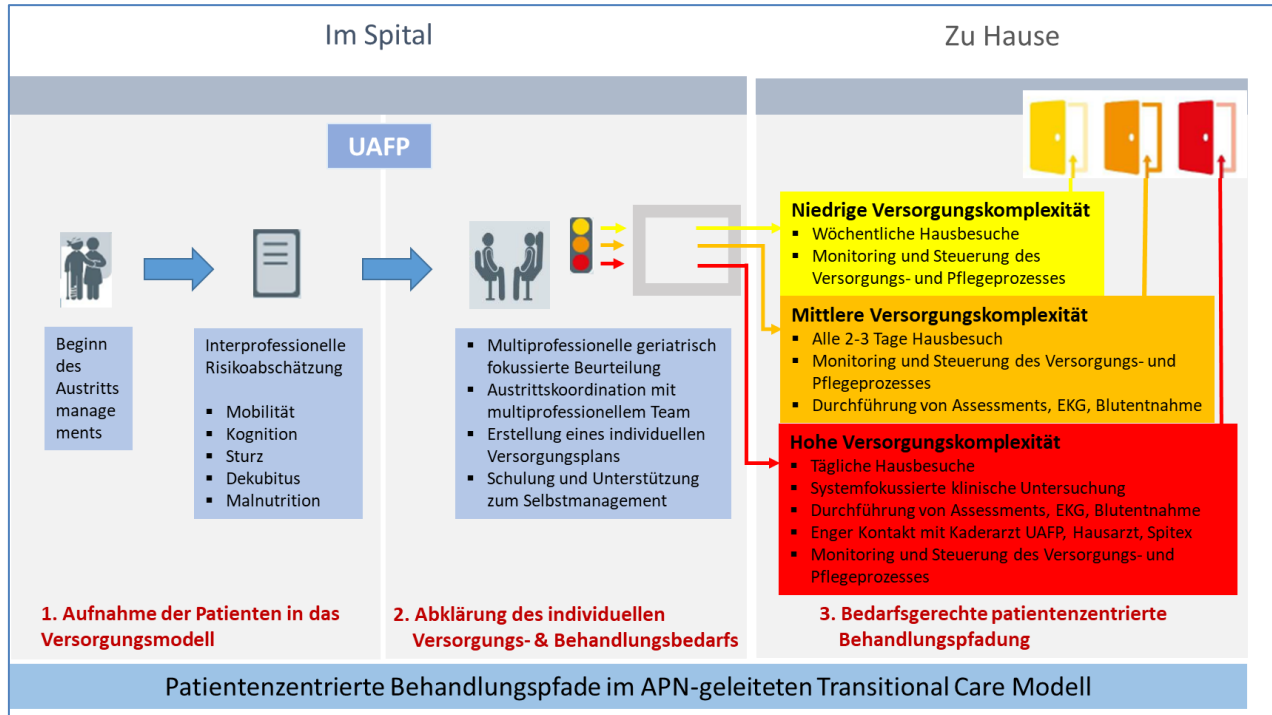 Im Spital
Zu Hause
UAFP
Beginn
des
Austritts
manage
ments
Interprofessionelle
Risikoabschätzung
▪ Mobilität
▪ Kognition
▪ Sturz
▪ Dekubitus
▪ Malnutrition
▪ Multiprofessionelle geriatrisch
fokussierte Beurteilung
▪ Austrittskoordination mit
multiprofessionellem Team
▪ Erstellung eines individuellen
Versorgungsplans
▪ Schulung und Unterstützung
zum Selbstmanagement
Niedrige Versorgungskomplexität
▪ Wöchentliche Hausbesuche
▪ Monitoring und Steuerung des
Versorgungs- und Pflegeprozesses
Mittlere Versorgungskomplexität
▪ Alle 2-3 Tage Hausbesuch
▪ Monitoring und Steuerung des Versorgungs- und
Pflegeprozesses
▪ Durchführung von Assessments, EKG, Blutentnahme
Hohe Versorgungskomplexität
▪ Tägliche Hausbesuche
▪ Systemfokussierte klinische Untersuchung
▪ Durchführung von Assessments, EKG, Blutentnahme
▪ Enger Kontakt mit Kaderarzt UAFP, Hausarzt, Spitex
▪ Monitoring und Steuerung des Versorgungs- und
Pflegeprozesses
1. Aufnahme der Patienten in das
Versorgungsmodell
2. Abklärung des individuellen
Versorgungs- & Behandlungsbedarfs
3. Bedarfsgerechte patientenzentrierte
Behandlungspfadung
Patientenzentrierte Behandlungspfade im APN-geleiteten Transitional Care Modell